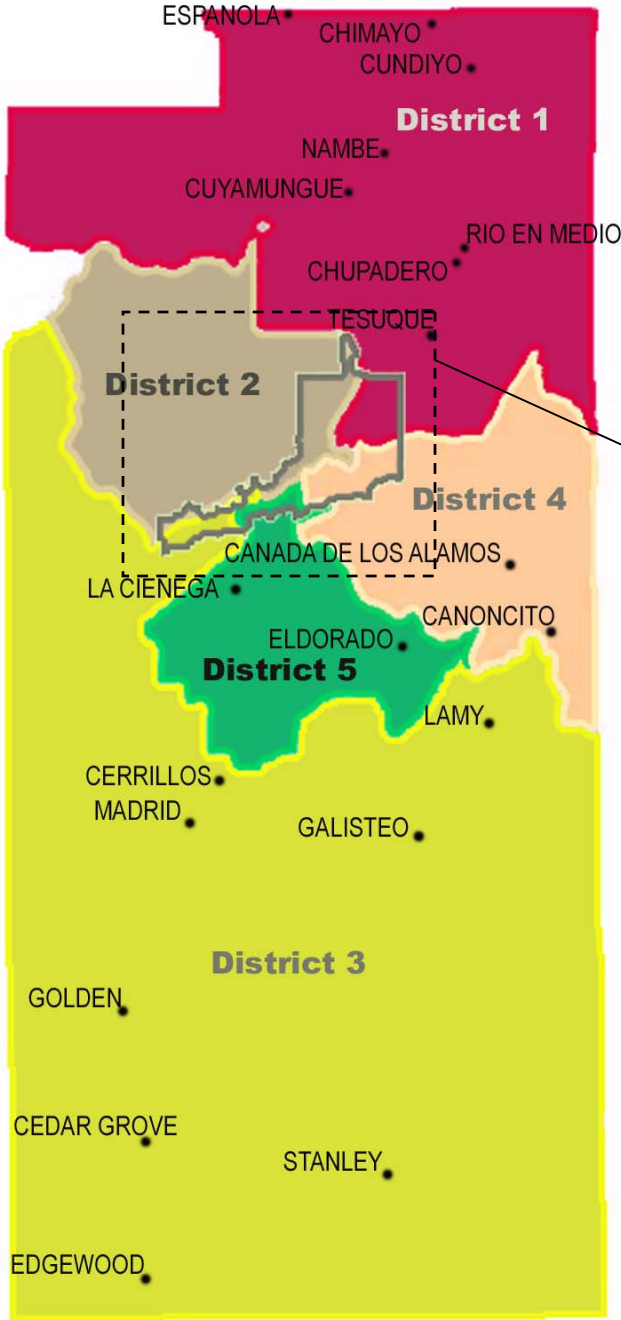 ESPANOLA
CHIMAYO
CUNDIYO
District 1
NAMBE
CUYAMUNGUE
RIO EN MEDIO
CHUPADERO
TESUQUE
District 2
District 4
CANADA DE LOS ALAMOS
LA CIENEGA
CANONCITO
ELDORADO
District 5
LAMY
CERRILLOS
MADRID
GALISTEO
District 3
GOLDEN
CEDAR GROVE
STANLEY
EDGEWOOD